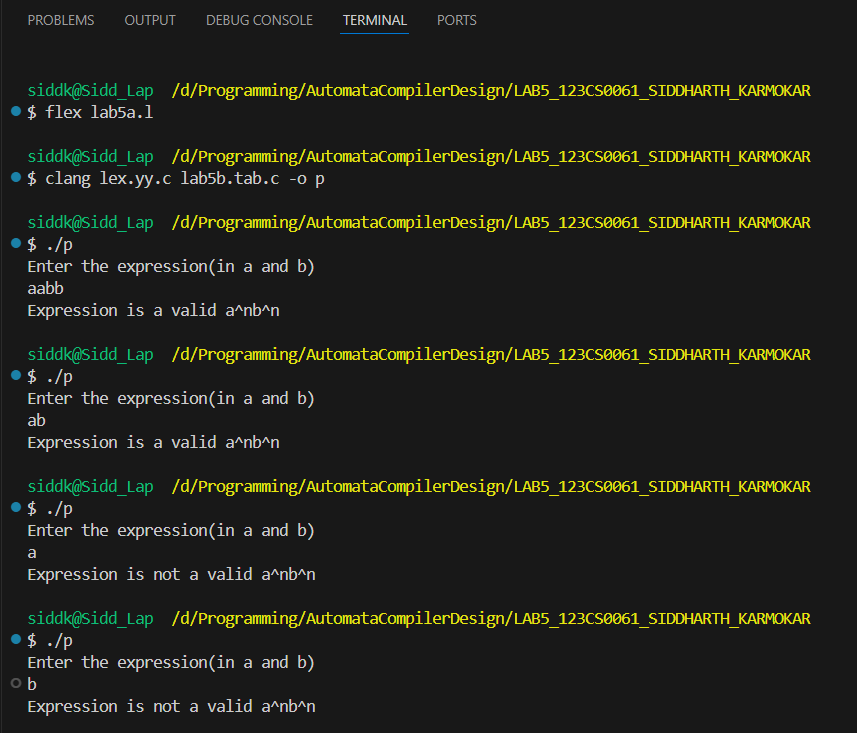 PROBLEMS OUTPUT DEBUG CONSOLE TERMINAL PORTS
siddk@Sidd_Lap /d/Programming/AutomataCompilerDesign/LAB5_123CS0061_SIDDHARTH_KARMOKAR
$ flex lab5a.l
siddk@Sidd_Lap /d/Programming/AutomataCompilerDesign/LAB5_123CS0061_SIDDHARTH_KARMOKAR
$ clang lex.yy.c lab5b.tab.c -o p
siddk@Sidd_Lap /d/Programming/AutomataCompilerDesign/LAB5_123CS0061_SIDDHARTH_KARMOKAR
$ ./p
Enter the expression(in a and b)
aabb
Expression is a valid a^nb^n
siddk@Sidd_Lap /d/Programming/AutomataCompilerDesign/LAB5_123CS0061_SIDDHARTH_KARMOKAR
$ ./p
Enter the expression(in a and b)
ab
Expression is a valid a^nb^n
siddk@Sidd_Lap /d/Programming/AutomataCompilerDesign/LAB5_123CS0061_SIDDHARTH_KARMOKAR
$ ./p
Enter the expression(in a and b)
a
Expression is not a valid a^nb^n
siddk@Sidd_Lap /d/Programming/AutomataCompilerDesign/LAB5_123CS0061_SIDDHARTH_KARMOKAR
$ ./p
Enter the expression(in a and b)
b
Expression is not a valid a^nb^n